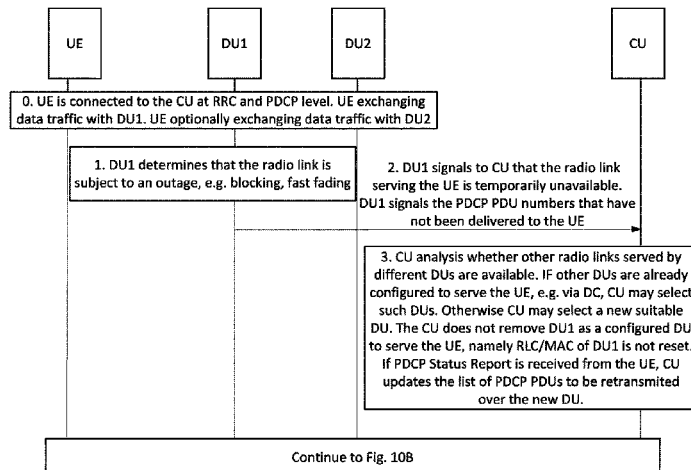 UE
DU1
DU2
CU
0. UE is connected to the CU at RRC and PDCP level. UE exchanging
data traffic with DU1. UE optionally exchanging data traffic with DU2
1. DU1 determines that the radio link is
subject to an outage, e.g. blocking, fast fading
2. DU1 signals to CU that the radio link
serving the UE is temporarily unavailable.
DU1 signals the PDCP PDU numbers that have
not been delivered to the UE
3. CU analysis whether other radio links served by
different DUs are available. IF other DUs are already
configured to serve the UE, e.g. via DC, CU may select
such DUs. Otherwise CU may select a new suitable
DU. The CU does not remove DU1 as a configured DU
to serve the UE, namely RLC/MAC of DU1 is not reset.
If PDCP Status Report is received from the UE, CU
updates the list of PDCP PDUs to be retransmited
over the new DU.
Continue to Fig. 10B